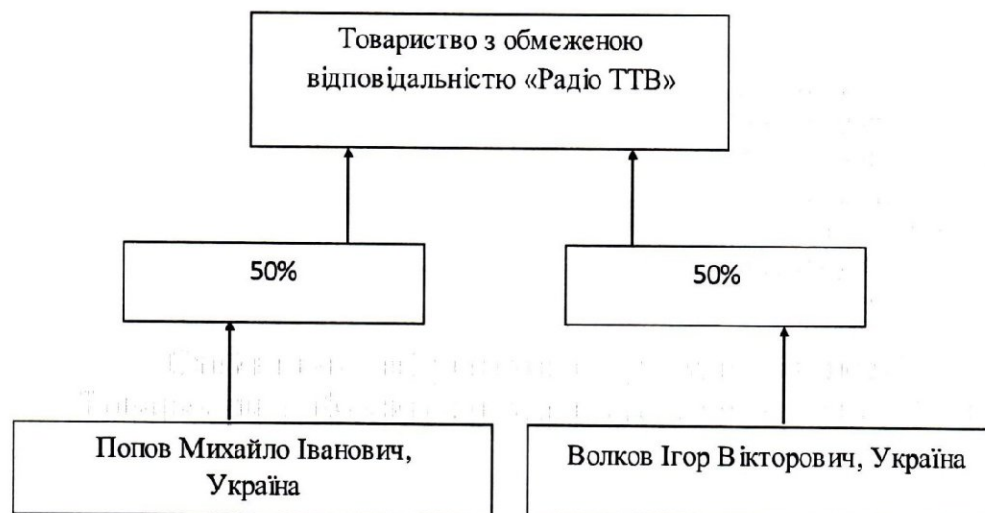 Товариство з обмеженою
відповідальністю «Радіо ТТВ»
50%
50%
Попов Михайло Іванович,
Україна
Волков Ігор Вікторович, Україна